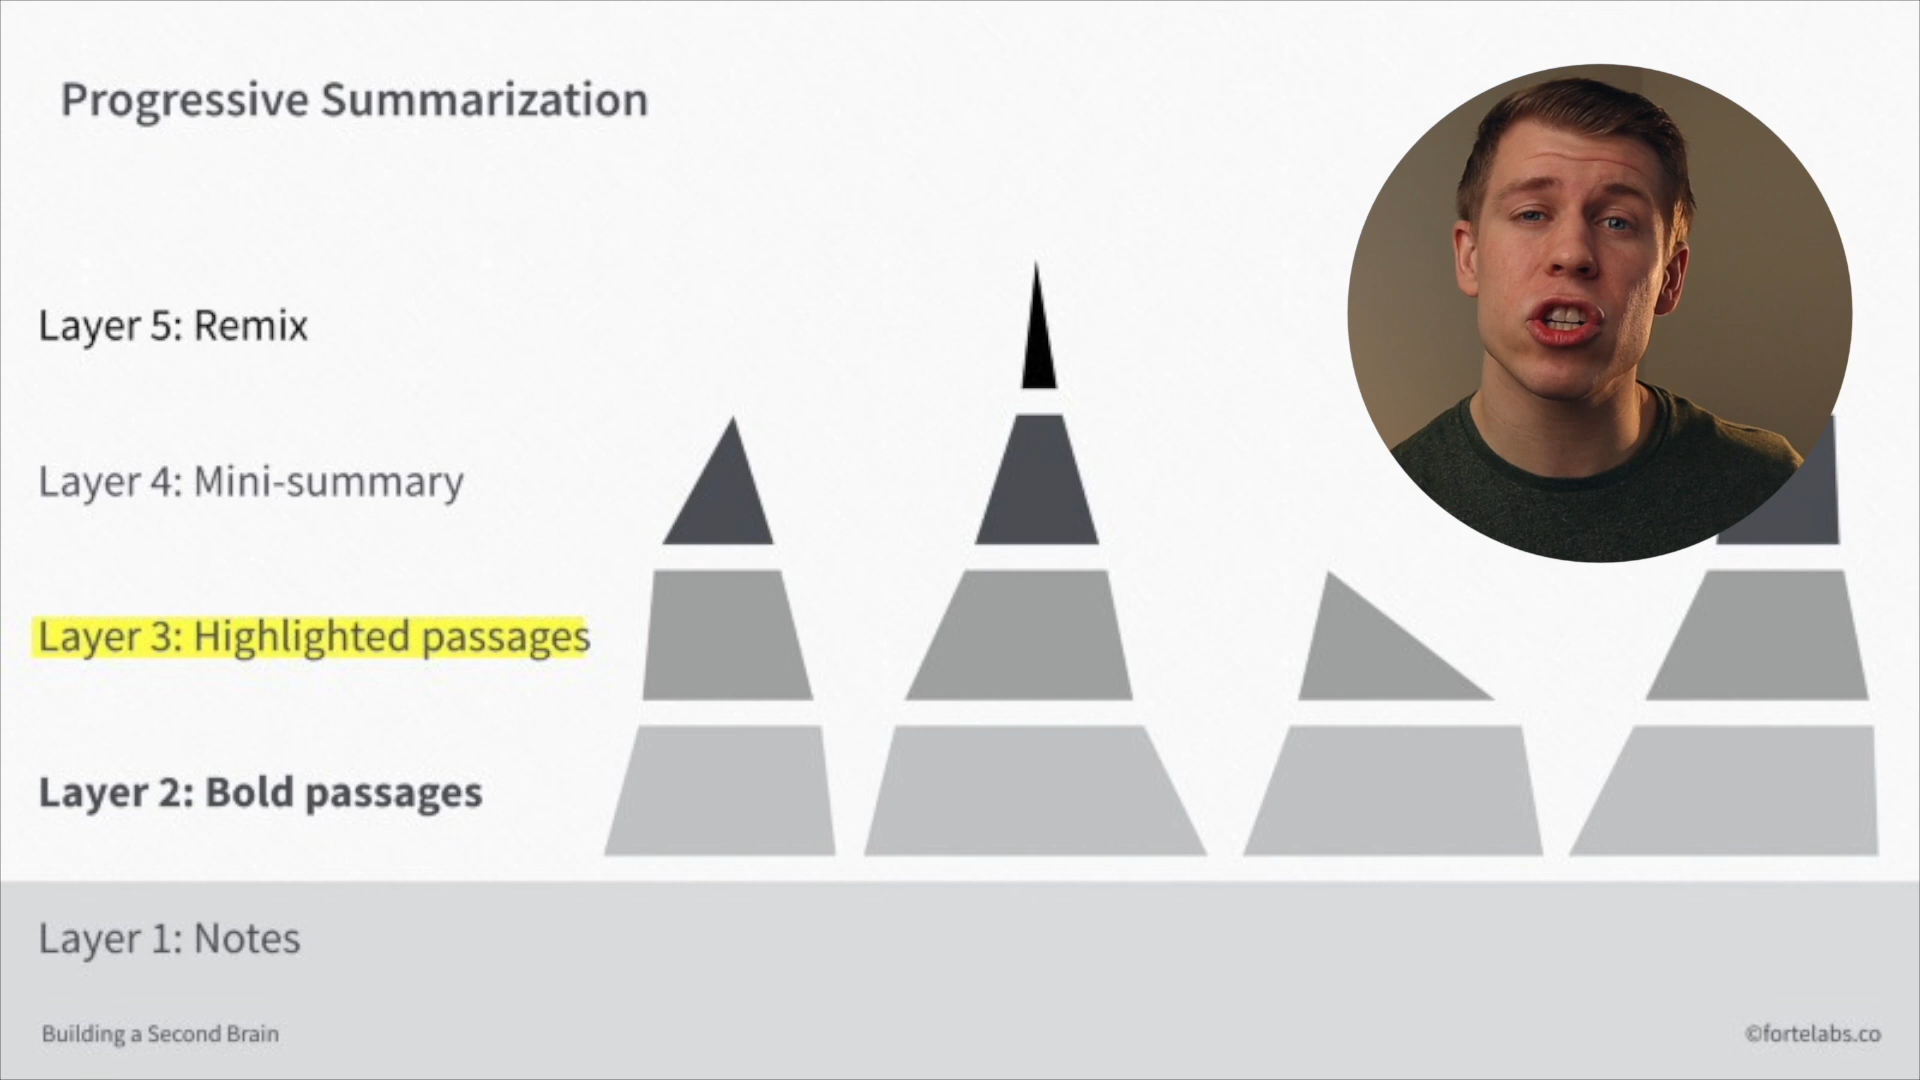 Progressive Summarization
Layer 5: Remix
Layer 4: Mini-summary
Layer 3: Highlighted passages
Layer 2: Bold passages
Layer 1: Notes
Building a Second Brain
©fortelabs.co